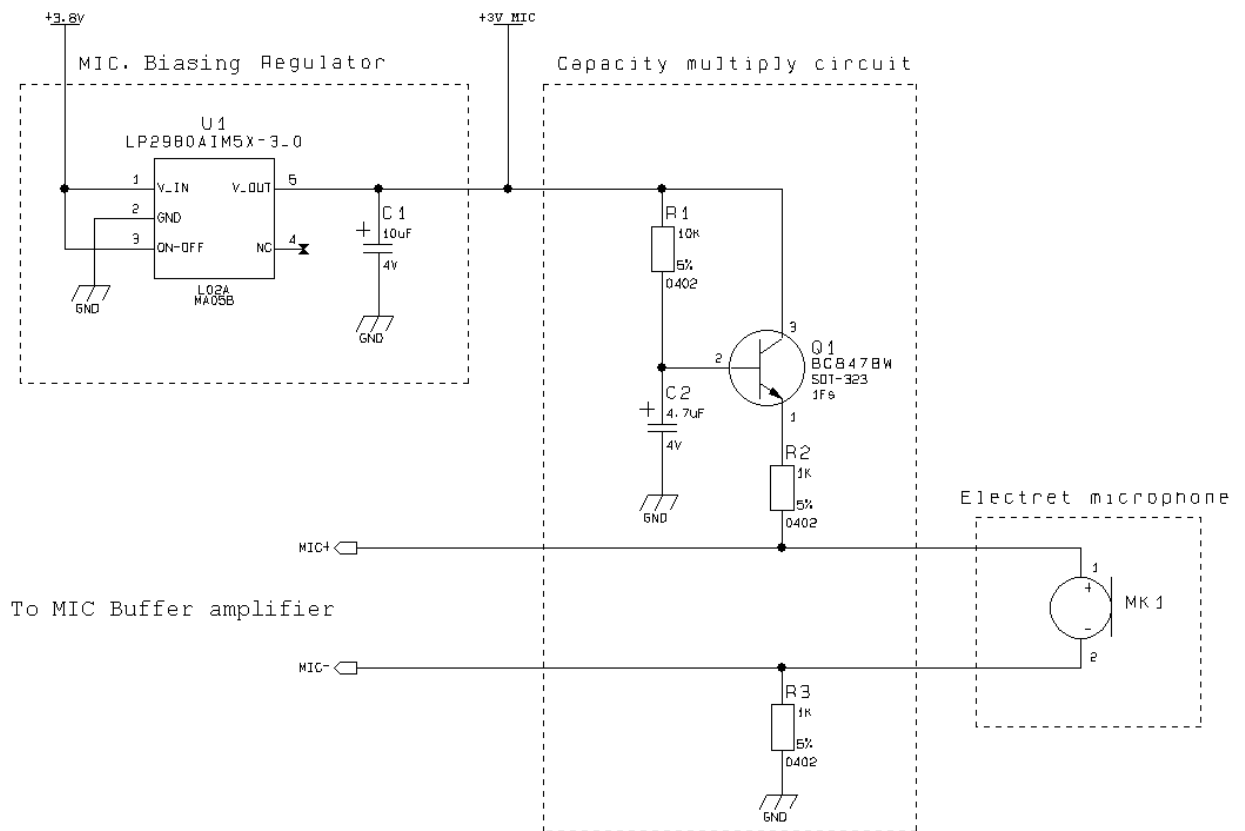 +3.8V
+3V MIC
MIC. Biasing Regulator
Capacity multiply circuit
U1
LP2980AIM5X-3_0
1 V_IN V_OUT 5
2 GND
3 ON-OFF NC 4
L02A
MA05B
GND
C1
+
10uF
4V
GND
R1
10K
5%
0402
2
3
Q1
BC847BW
SOT-323
1Fs
1
C2
+
4.7uF
4V
GND
R2
1K
5%
0402
Electret microphone
MIC+
1
+
MK1
-
2
To MIC Buffer amplifier
MIC-
R3
1K
5%
0402
GND